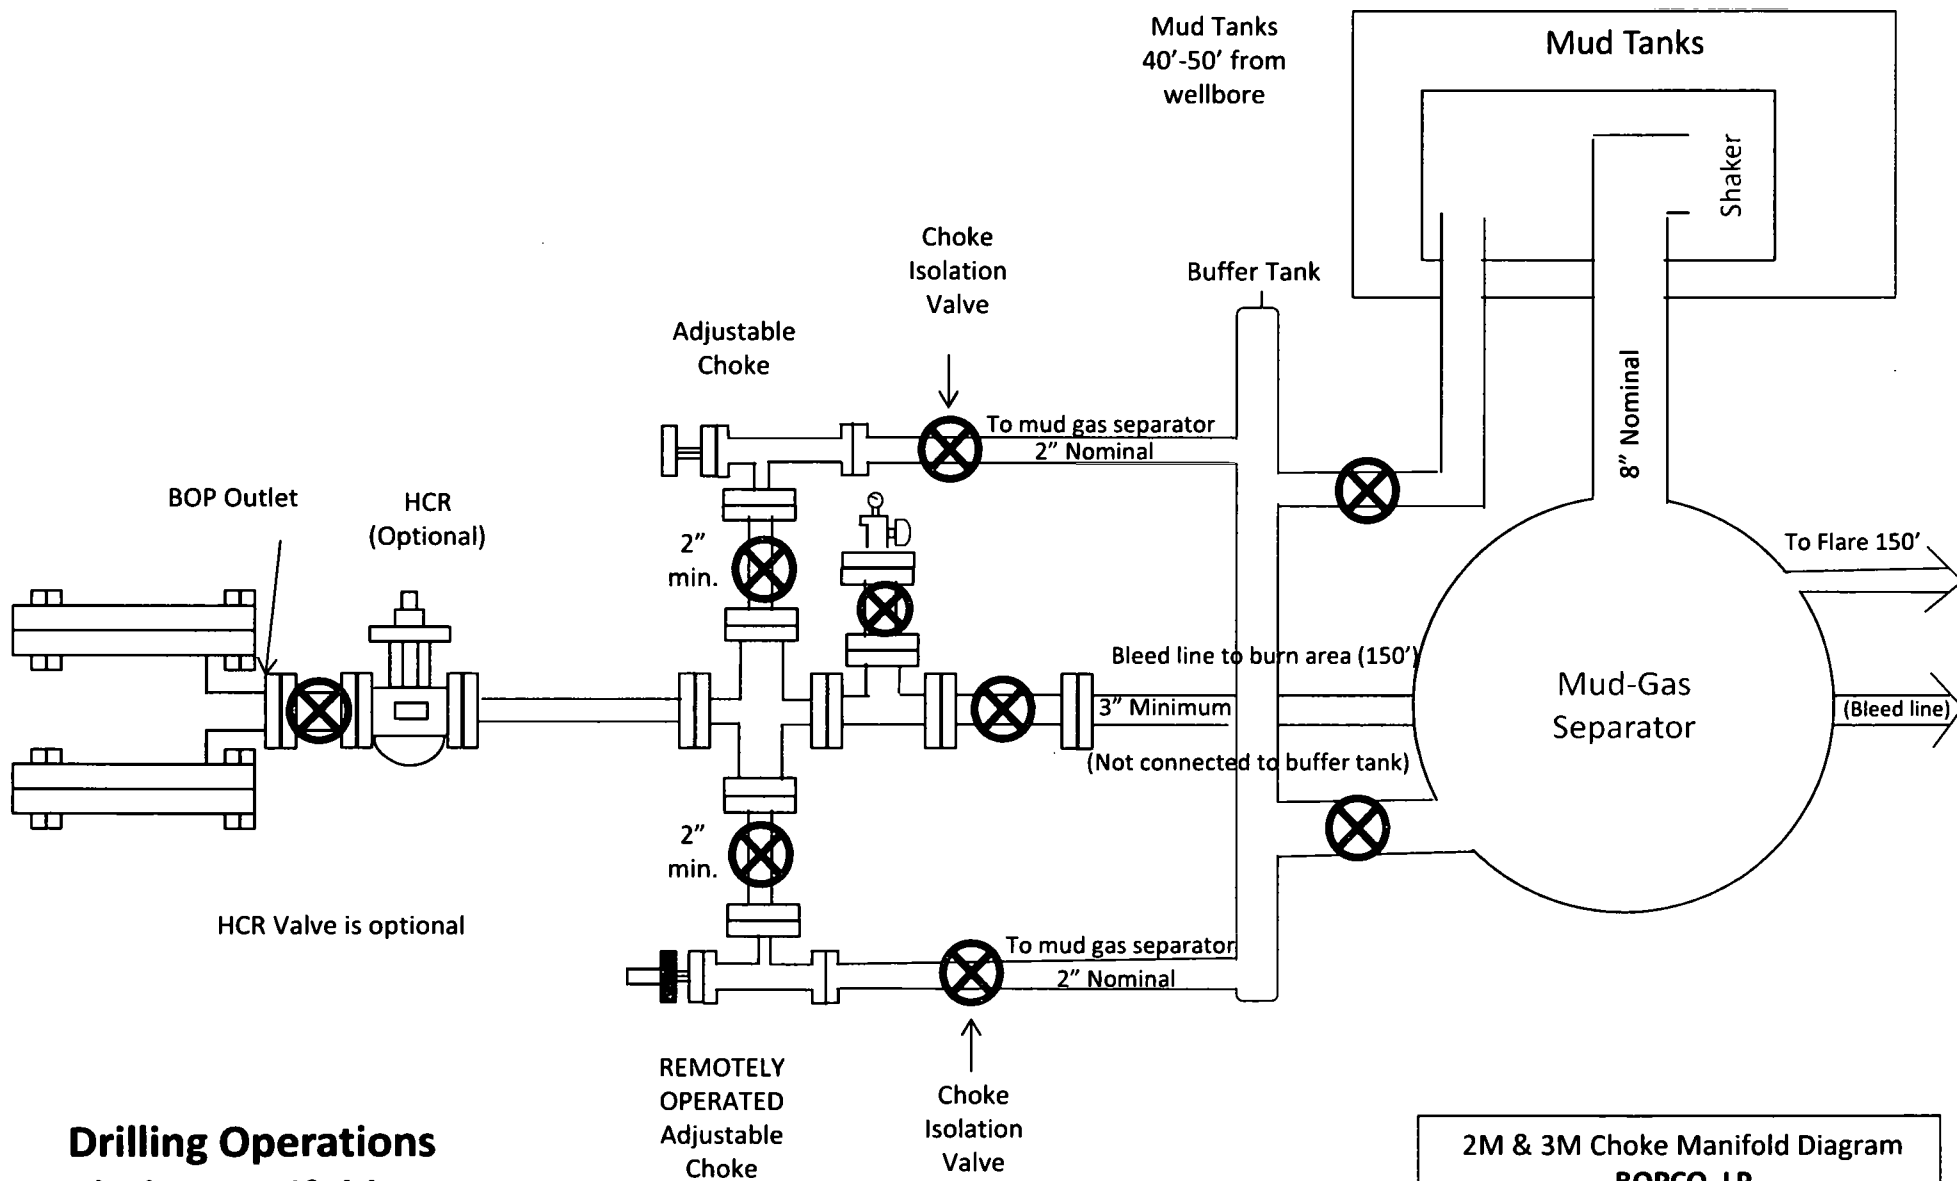 Mud Tanks
40'-50' from
wellbore
Mud Tanks
Shaker
Choke
Isolation
Valve
Buffer Tank
Adjustable
Choke
8" Nominal
To mud gas separator
2" Nominal
BOP Outlet
HCR
(Optional)
2"
min.
To Flare 150'
Bleed line to burn area (150')
3" Minimum
(Not connected to buffer tank)
Mud-Gas
Separator
(Bleed line)
2"
min.
HCR Valve is optional
To mud gas separator
2" Nominal
REMOTELY
OPERATED
Adjustable
Choke
Choke
Isolation
Valve
Drilling Operations
2M & 3M Choke Manifold Diagram
BOPCO, LP